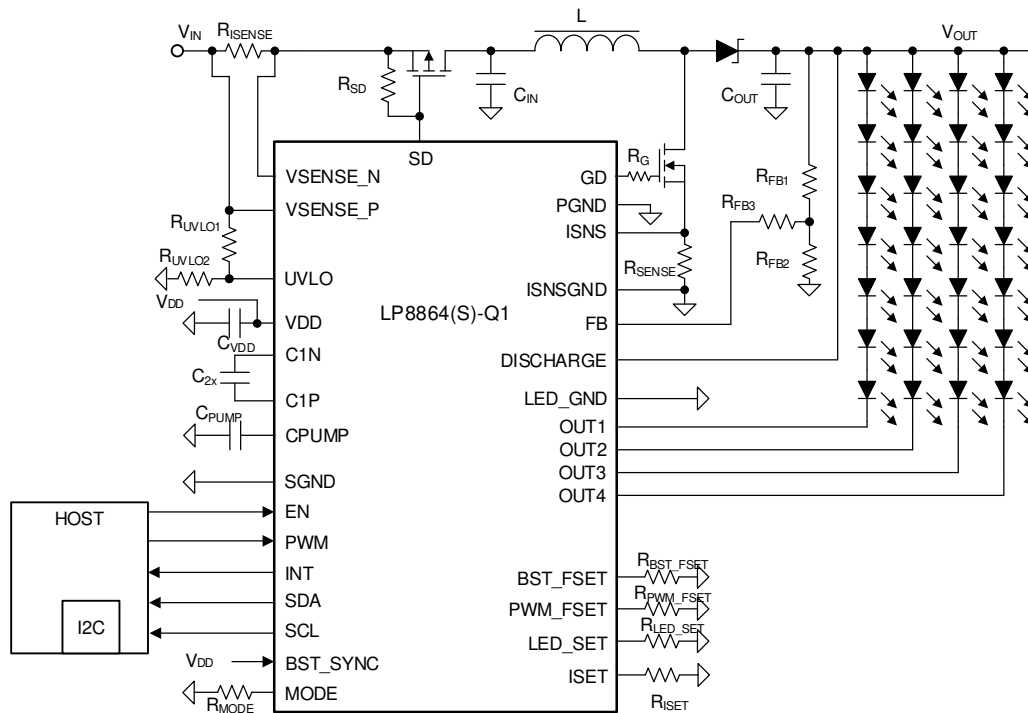 VIN
RISENSE
L
VOUT
RSD
CIN
COUT
SD
RG
GD
VSENSE_N
PGND
RFB1
RFB3
VSENSE_P
ISNS
RUVLO1
RUVLO2
RSENSE
RFB2
UVLO
ISNSGND
VDD
LP8864(S)-Q1
VDD
FB
CVDD
C1N
DISCHARGE
C2x
C1P
LED_GND
CPUMP
CPUMP
OUT1
OUT2
OUT3
SGND
OUT4
HOST
EN
PWM
INT
RBST_FSET
BST_FSET
SDA
RPWM_FSET
PWM_FSET
I2C
SCL
RLED_SET
LED_SET
VDD
BST_SYNC
ISET
MODE
RMODE
RISET